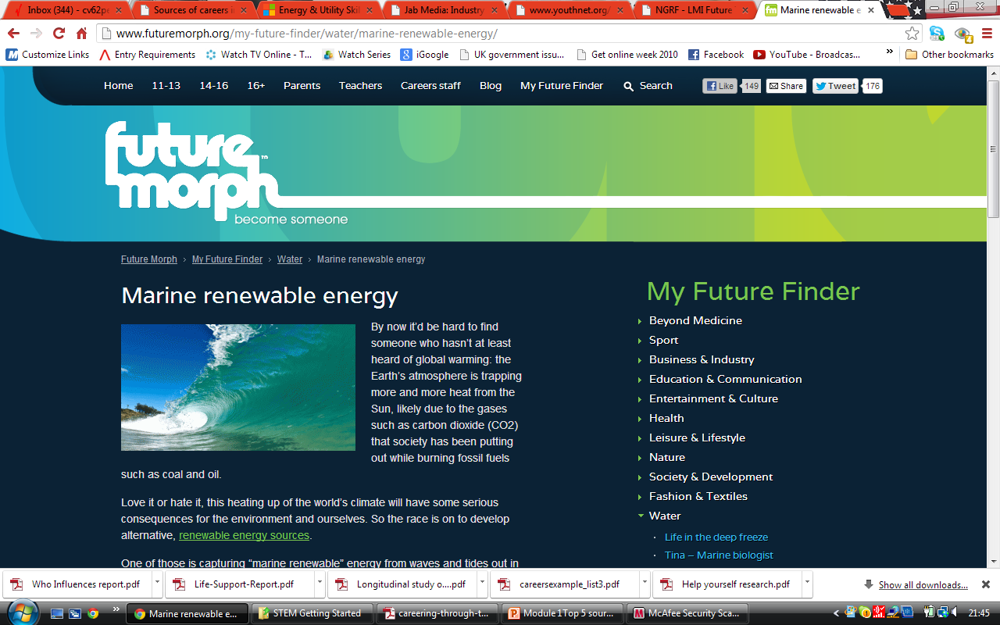 Inbox (344) - cv62pe
Sources of careers i
Energy & Utility Skil
Jab Media: Industry
www.youthnet.org/
NGRF - LMI Future
fm Marine renewable e
www.futuremorph.org/my-future-finder/water/marine-renewable-energy/
Customize Links
Entry Requirements
Watch TV Online - T...
Watch Series
iGoogle
UK government issu...
Get online week 2010
Facebook
YouTube - Broadcas...
»
Other bookmarks
Home 11-13 14-16 16+ Parents Teachers Careers staff Blog My Future Finder Search
Like 149 Share Tweet 176
future™
morph
become someone
Future Morph › My Future Finder › Water › Marine renewable energy
Marine renewable energy
By now it'd be hard to find
someone who hasn't at least
heard of global warming: the
Earth's atmosphere is trapping
more and more heat from the
Sun, likely due to the gases
such as carbon dioxide (CO2)
that society has been putting
out while burning fossil fuels
such as coal and oil.
Love it or hate it, this heating up of the world's climate will have some serious
consequences for the environment and ourselves. So the race is on to develop
alternative, renewable energy sources.
One of those is capturing “marine renewable” energy from waves and tides out in
My Future Finder
Beyond Medicine
Sport
Business & Industry
Education & Communication
Entertainment & Culture
Health
Leisure & Lifestyle
Nature
Society & Development
Fashion & Textiles
Water
Life in the deep freeze
Tina – Marine biologist
Who Influences report.pdf
Life-Support-Report.pdf
Longitudinal study o....pdf
careersexample_list3.pdf
Help yourself research.pdf
Show all downloads...
»
Marine renewable e...
STEM Getting Started
careering-through-t...
Module 1Top 5 sour...
McAfee Security Sca...
21:45